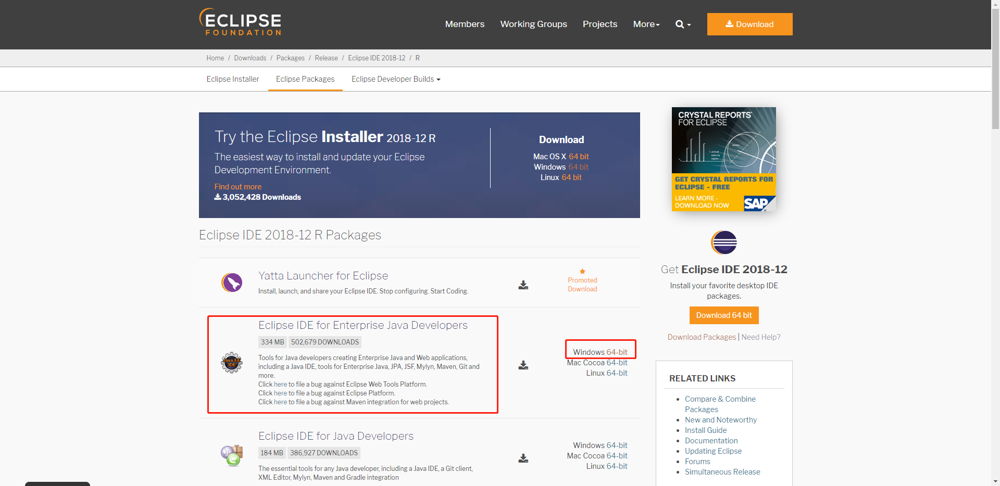 ECLIPSE
FOUNDATION
Members
Working Groups
Projects
More
Download
Home / Downloads / Packages / Release / Eclipse IDE 2018-12 / R
Eclipse Installer
Eclipse Packages
Eclipse Developer Builds
Try the Eclipse Installer 2018-12 R
The easiest way to install and update your Eclipse
Development Environment.
Find out more
3,052,428 Downloads
Download
Mac OS X 64 bit
Windows 64 bit
Linux 64 bit
CRYSTAL REPORTS
FOR ECLIPSE
GET CRYSTAL REPORTS FOR
ECLIPSE - FREE
LEARN MORE -
DOWNLOAD NOW
SAP
Eclipse IDE 2018-12 R Packages
Yatta Launcher for Eclipse
Install, launch, and share your Eclipse IDE. Stop configuring. Start Coding.
Promoted
Download
Eclipse IDE for Enterprise Java Developers
334 MB
502,679 DOWNLOADS
Java EE
IDE
Tools for Java developers creating Enterprise Java and Web applications,
including a Java IDE, tools for Enterprise Java, JPA, JSF, Mylyn, Maven, Git and
more.
Click here to file a bug against Eclipse Web Tools Platform.
Click here to file a bug against Eclipse Platform.
Click here to file a bug against Maven integration for web projects.
Windows 64-bit
Mac Cocoa 64-bit
Linux 64-bit
Eclipse IDE for Java Developers
184 MB
386,927 DOWNLOADS
The essential tools for any Java developer, including a Java IDE, a Git client,
XML Editor, Mylyn, Maven and Gradle integration
Windows 64-bit
Mac Cocoa 64-bit
Linux 64-bit
Get Eclipse IDE 2018-12
Install your favorite desktop IDE
packages.
Download 64 bit
Download Packages | Need Help?
RELATED LINKS
Compare & Combine
Packages
New and Noteworthy
Install Guide
Documentation
Updating Eclipse
Forums
Simultaneous Release